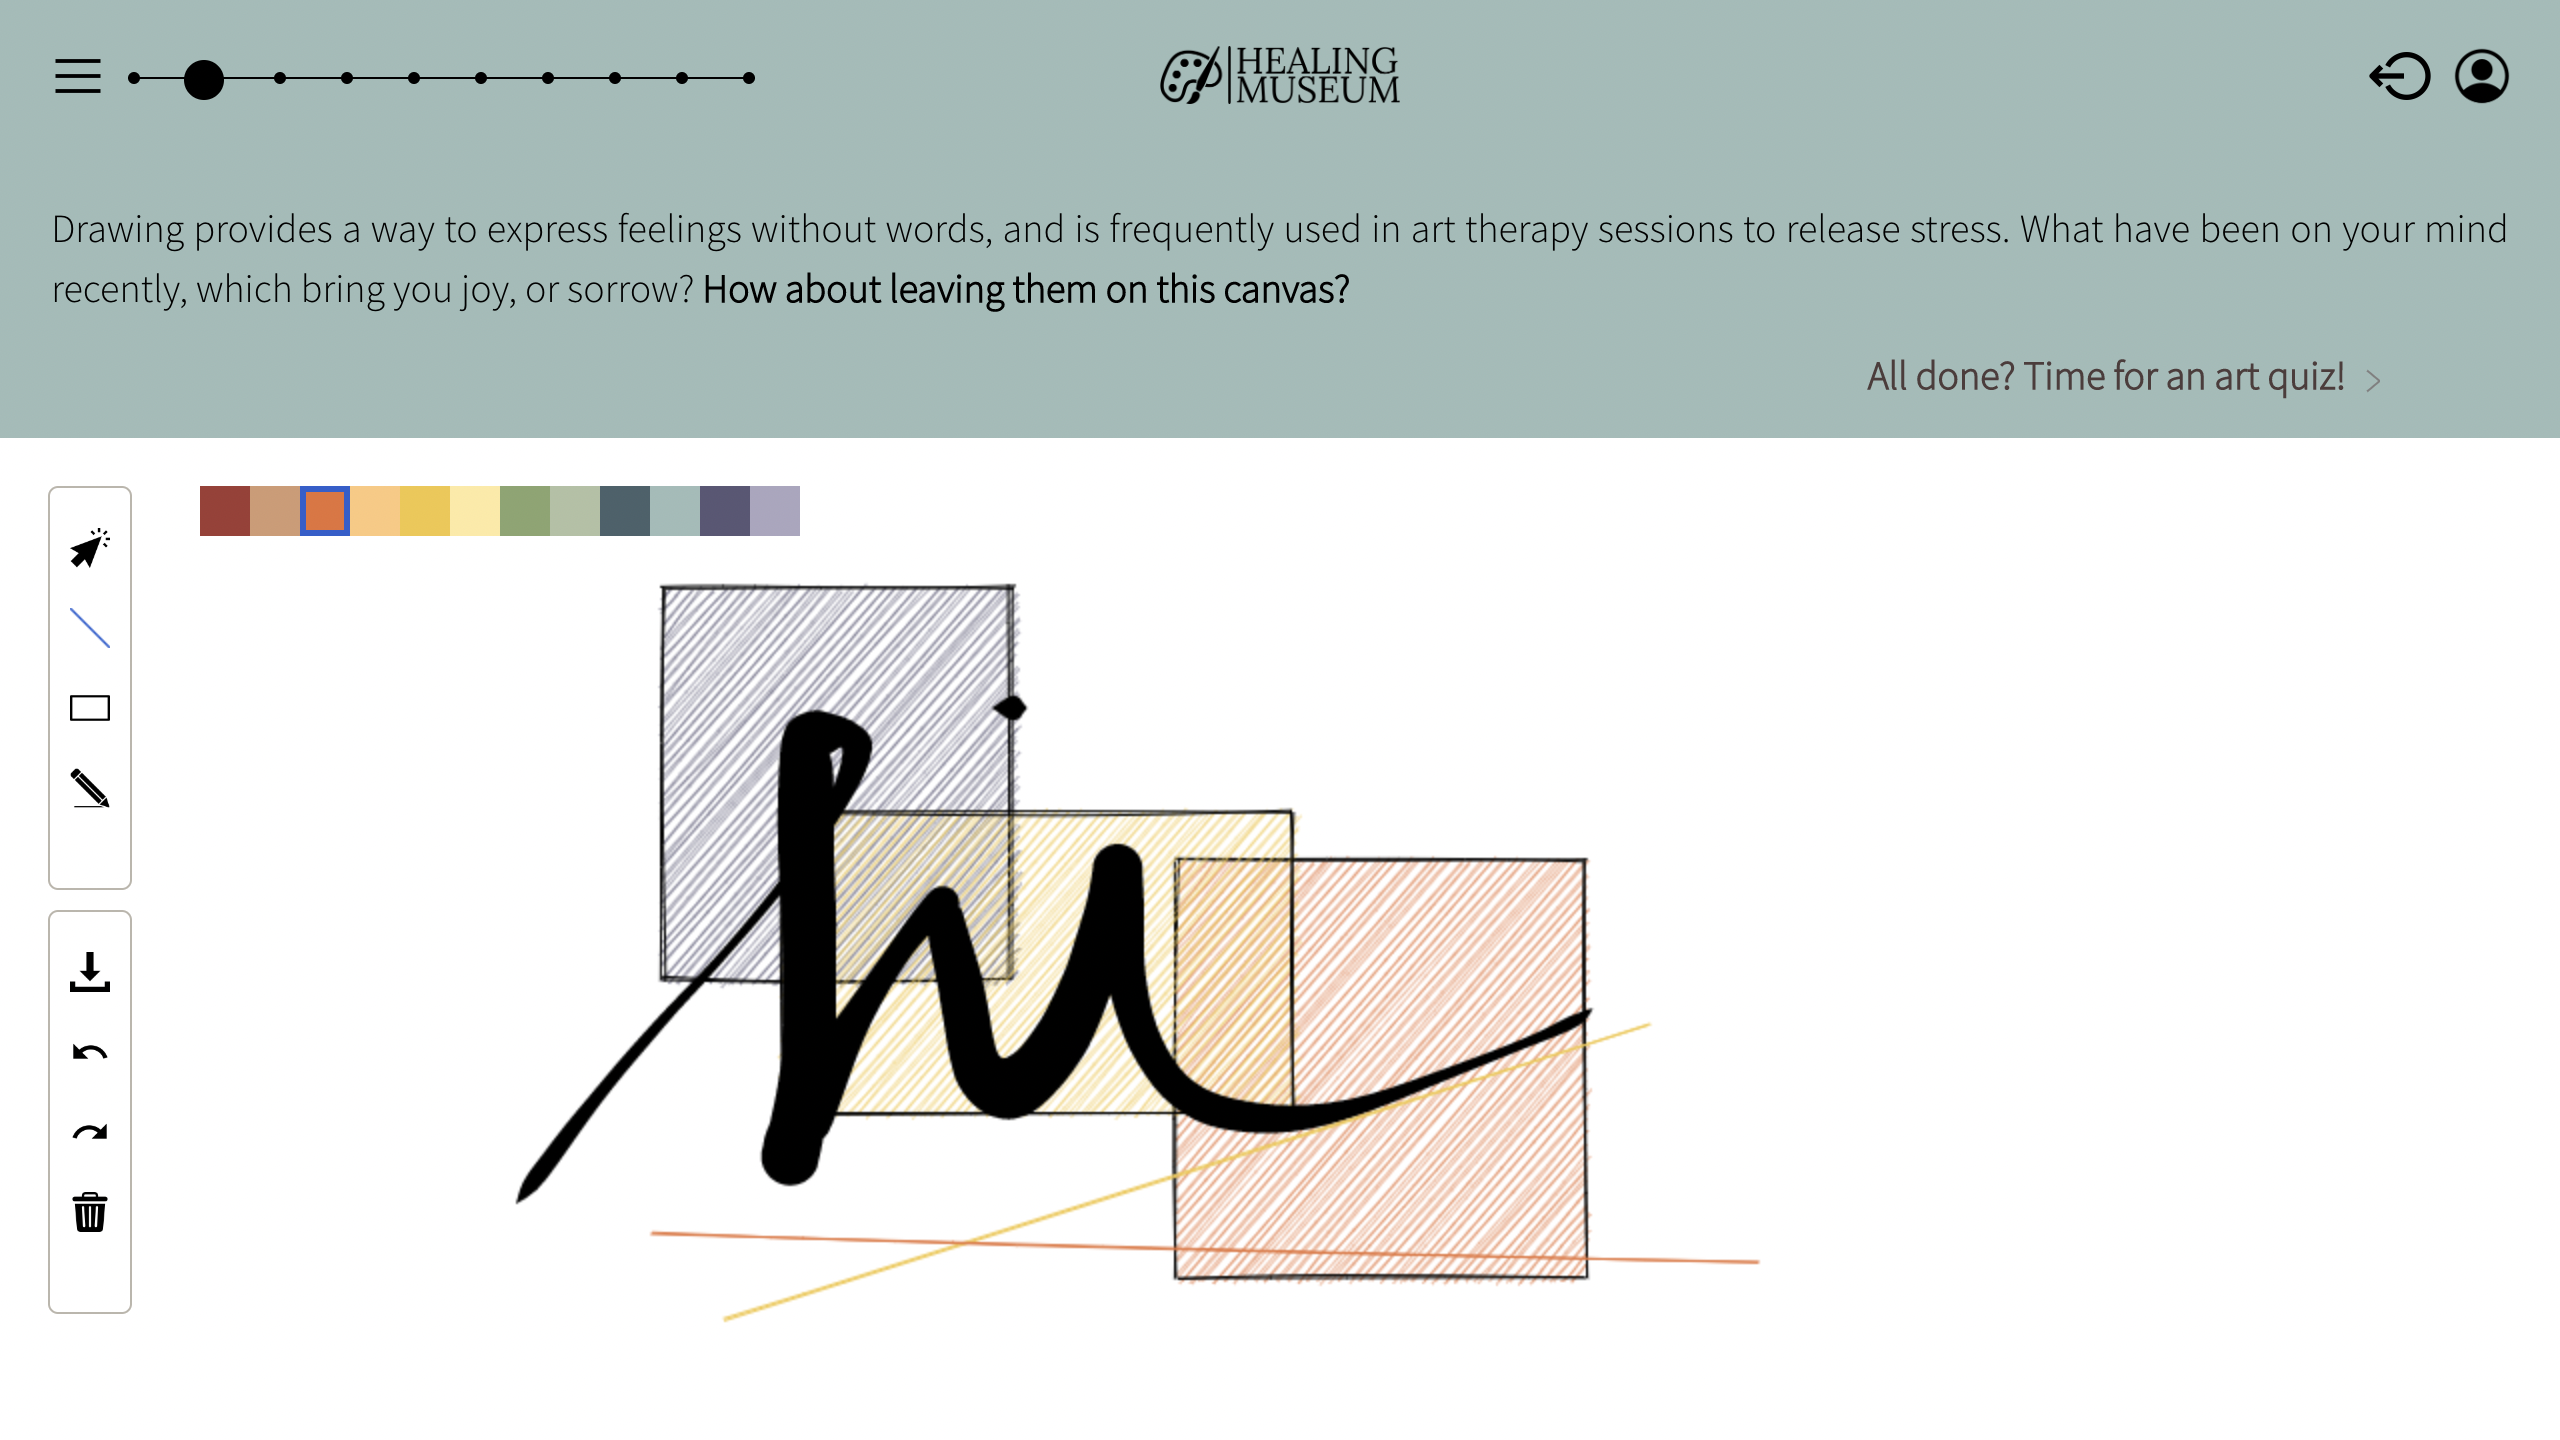 HEALING
MUSEUM
Drawing provides a way to express feelings without words, and is frequently used in art therapy sessions to release stress. What have been on your mind
recently, which bring you joy, or sorrow? How about leaving them on this canvas?
All done? Time for an art quiz! >
hi